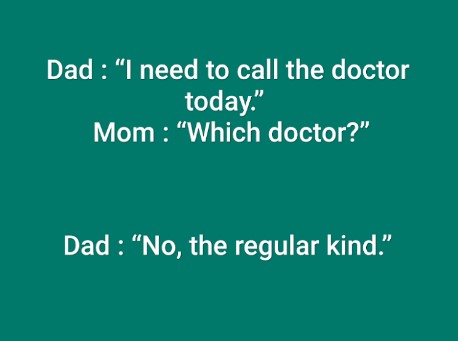 Dad : “I need to call the doctor
today.”
Mom : “Which doctor?”
Dad : “No, the regular kind.”